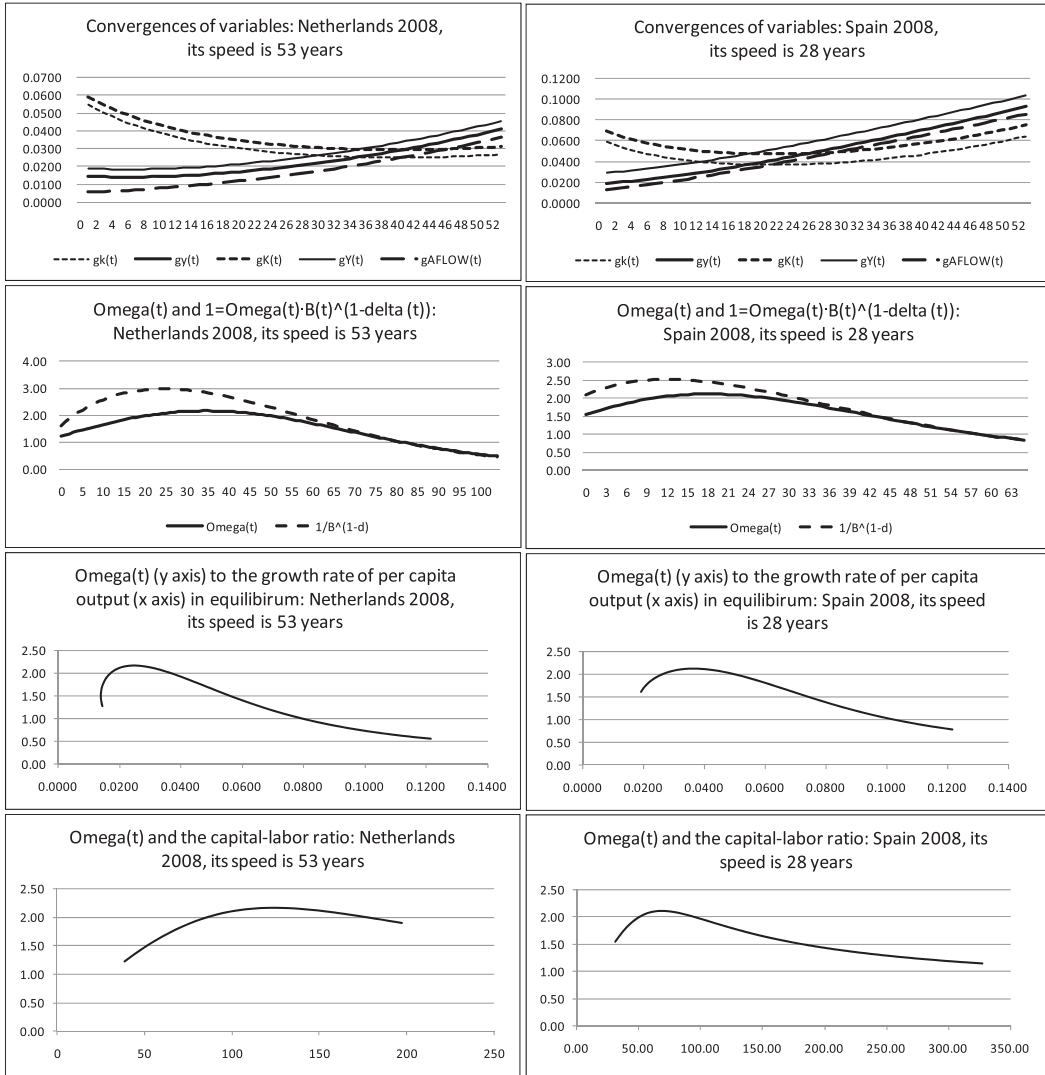 Convergences of variables: Netherlands 2008,
its speed is 53 years
0.0700
0.0600
0.0500
0.0400
0.0300
0.0200
0.0100
0.0000
0 2 4 6 8 10 12 14 16 18 20 22 24 26 28 30 32 34 36 38 40 42 44 46 48 50 52
gk(t) gy(t) gK(t) gY(t) gAFLOW(t)
Convergences of variables: Spain 2008,
its speed is 28 years
0.1200
0.1000
0.0800
0.0600
0.0400
0.0200
0.0000
0 2 4 6 8 10 12 14 16 18 20 22 24 26 28 30 32 34 36 38 40 42 44 46 48 50 52
gk(t) gy(t) gK(t) gY(t) gAFLOW(t)
Omega(t) and 1=Omega(t)·B(t)^(1-delta (t)):
Netherlands 2008, its speed is 53 years
4.00
3.00
2.00
1.00
0.00
0 5 10 15 20 25 30 35 40 45 50 55 60 65 70 75 80 85 90 95 100
Omega(t) 1/B^(1-d)
Omega(t) and 1=Omega(t)·B(t)^(1-delta (t)):
Spain 2008, its speed is 28 years
3.00
2.50
2.00
1.50
1.00
0.50
0.00
0 3 6 9 12 15 18 21 24 27 30 33 36 39 42 45 48 51 54 57 60 63
Omega(t) 1/B^(1-d)
Omega(t) (y axis) to the growth rate of per capita
output (x axis) in equilibirum: Netherlands 2008,
its speed is 53 years
2.50
2.00
1.50
1.00
0.50
0.00
0.0000 0.0200 0.0400 0.0600 0.0800 0.1000 0.1200 0.1400
Omega(t) (y axis) to the growth rate of per capita
output (x axis) in equilibirum: Spain 2008, its speed
is 28 years
2.50
2.00
1.50
1.00
0.50
0.00
0.0000 0.0200 0.0400 0.0600 0.0800 0.1000 0.1200 0.1400
Omega(t) and the capital-labor ratio: Netherlands
2008, its speed is 53 years
2.50
2.00
1.50
1.00
0.50
0.00
0 50 100 150 200 250
Omega(t) and the capital-labor ratio: Spain 2008, its
speed is 28 years
2.50
2.00
1.50
1.00
0.50
0.00
0.00 50.00 100.00 150.00 200.00 250.00 300.00 350.00